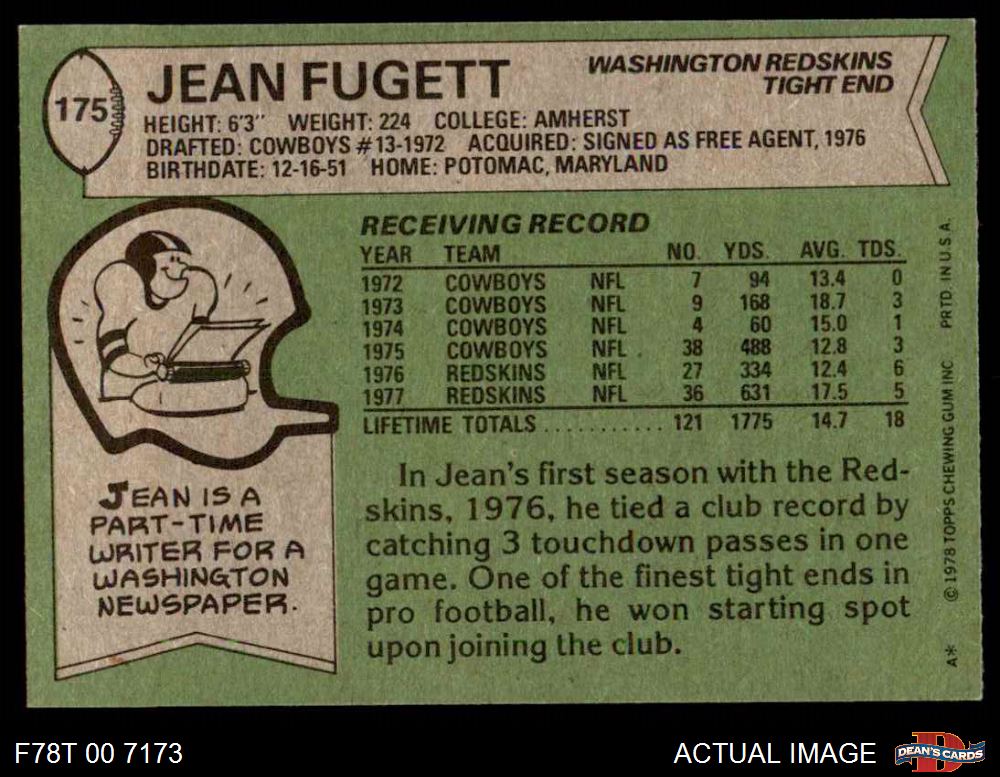 175
JEAN FUGETT
WASHINGTON REDSKINS
TIGHT END
HEIGHT: 6'3" WEIGHT: 224 COLLEGE: AMHERST
DRAFTED: COWBOYS #13-1972 ACQUIRED: SIGNED AS FREE AGENT, 1976
BIRTHDATE: 12-16-51 HOME: POTOMAC, MARYLAND
RECEIVING RECORD
YEAR TEAM NO. YDS. AVG. TDS.
1972 COWBOYS NFL 7 94 13.4 0
1973 COWBOYS NFL 9 168 18.7 3
1974 COWBOYS NFL 4 60 15.0 1
1975 COWBOYS NFL 38 488 12.8 3
1976 REDSKINS NFL 27 334 12.4 6
1977 REDSKINS NFL 36 631 17.5 5
LIFETIME TOTALS........... 121 1775 14.7 18
JEAN IS A
PART-TIME
WRITER FOR A
WASHINGTON
NEWSPAPER.
In Jean's first season with the Red-
skins, 1976, he tied a club record by
catching 3 touchdown passes in one
game. One of the finest tight ends in
pro football, he won starting spot
upon joining the club.
A* © 1978 TOPPS CHEWING GUM INC PRTD. IN U.S.A.
F78T 00 7173
ACTUAL IMAGE
DEAN'S CARDS